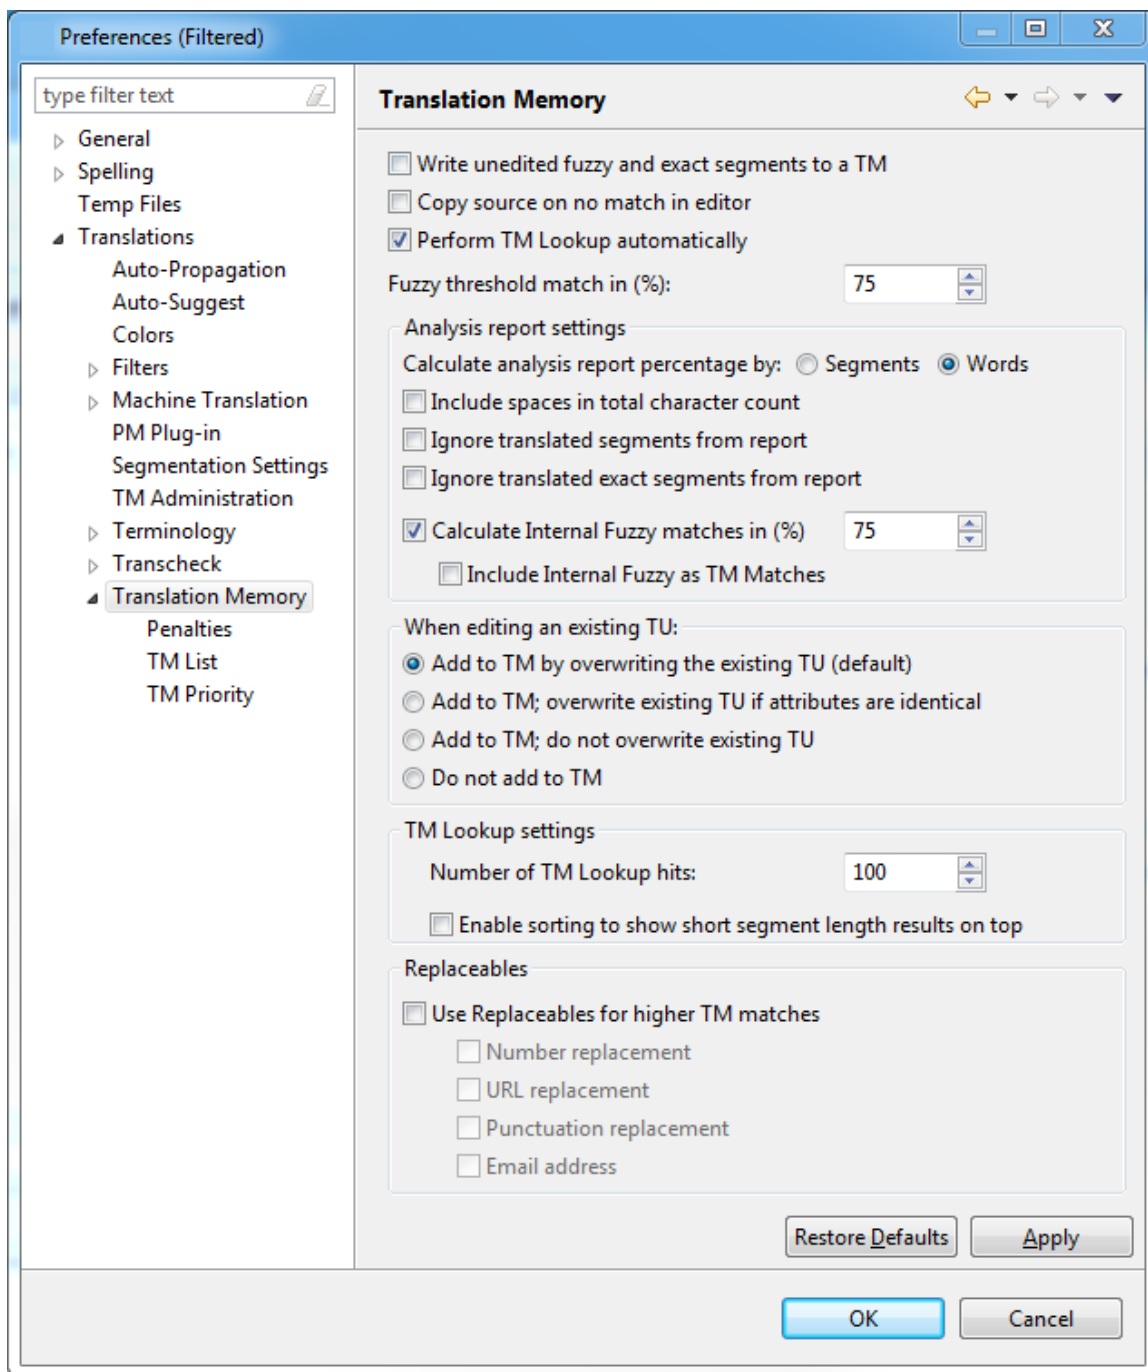 Preferences (Filtered)
type filter text
General
Spelling
Temp Files
Translations
Auto-Propagation
Auto-Suggest
Colors
Filters
Machine Translation
PM Plug-in
Segmentation Settings
TM Administration
Terminology
Transcheck
Translation Memory
Penalties
TM List
TM Priority
Translation Memory
Write unedited fuzzy and exact segments to a TM
Copy source on no match in editor
Perform TM Lookup automatically
Fuzzy threshold match in (%): 75
Analysis report settings
Calculate analysis report percentage by: Segments Words
Include spaces in total character count
Ignore translated segments from report
Ignore translated exact segments from report
Calculate Internal Fuzzy matches in (%) 75
Include Internal Fuzzy as TM Matches
When editing an existing TU:
Add to TM by overwriting the existing TU (default)
Add to TM; overwrite existing TU if attributes are identical
Add to TM; do not overwrite existing TU
Do not add to TM
TM Lookup settings
Number of TM Lookup hits: 100
Enable sorting to show short segment length results on top
Replaceables
Use Replaceables for higher TM matches
Number replacement
URL replacement
Punctuation replacement
Email address
Restore Defaults Apply
OK Cancel